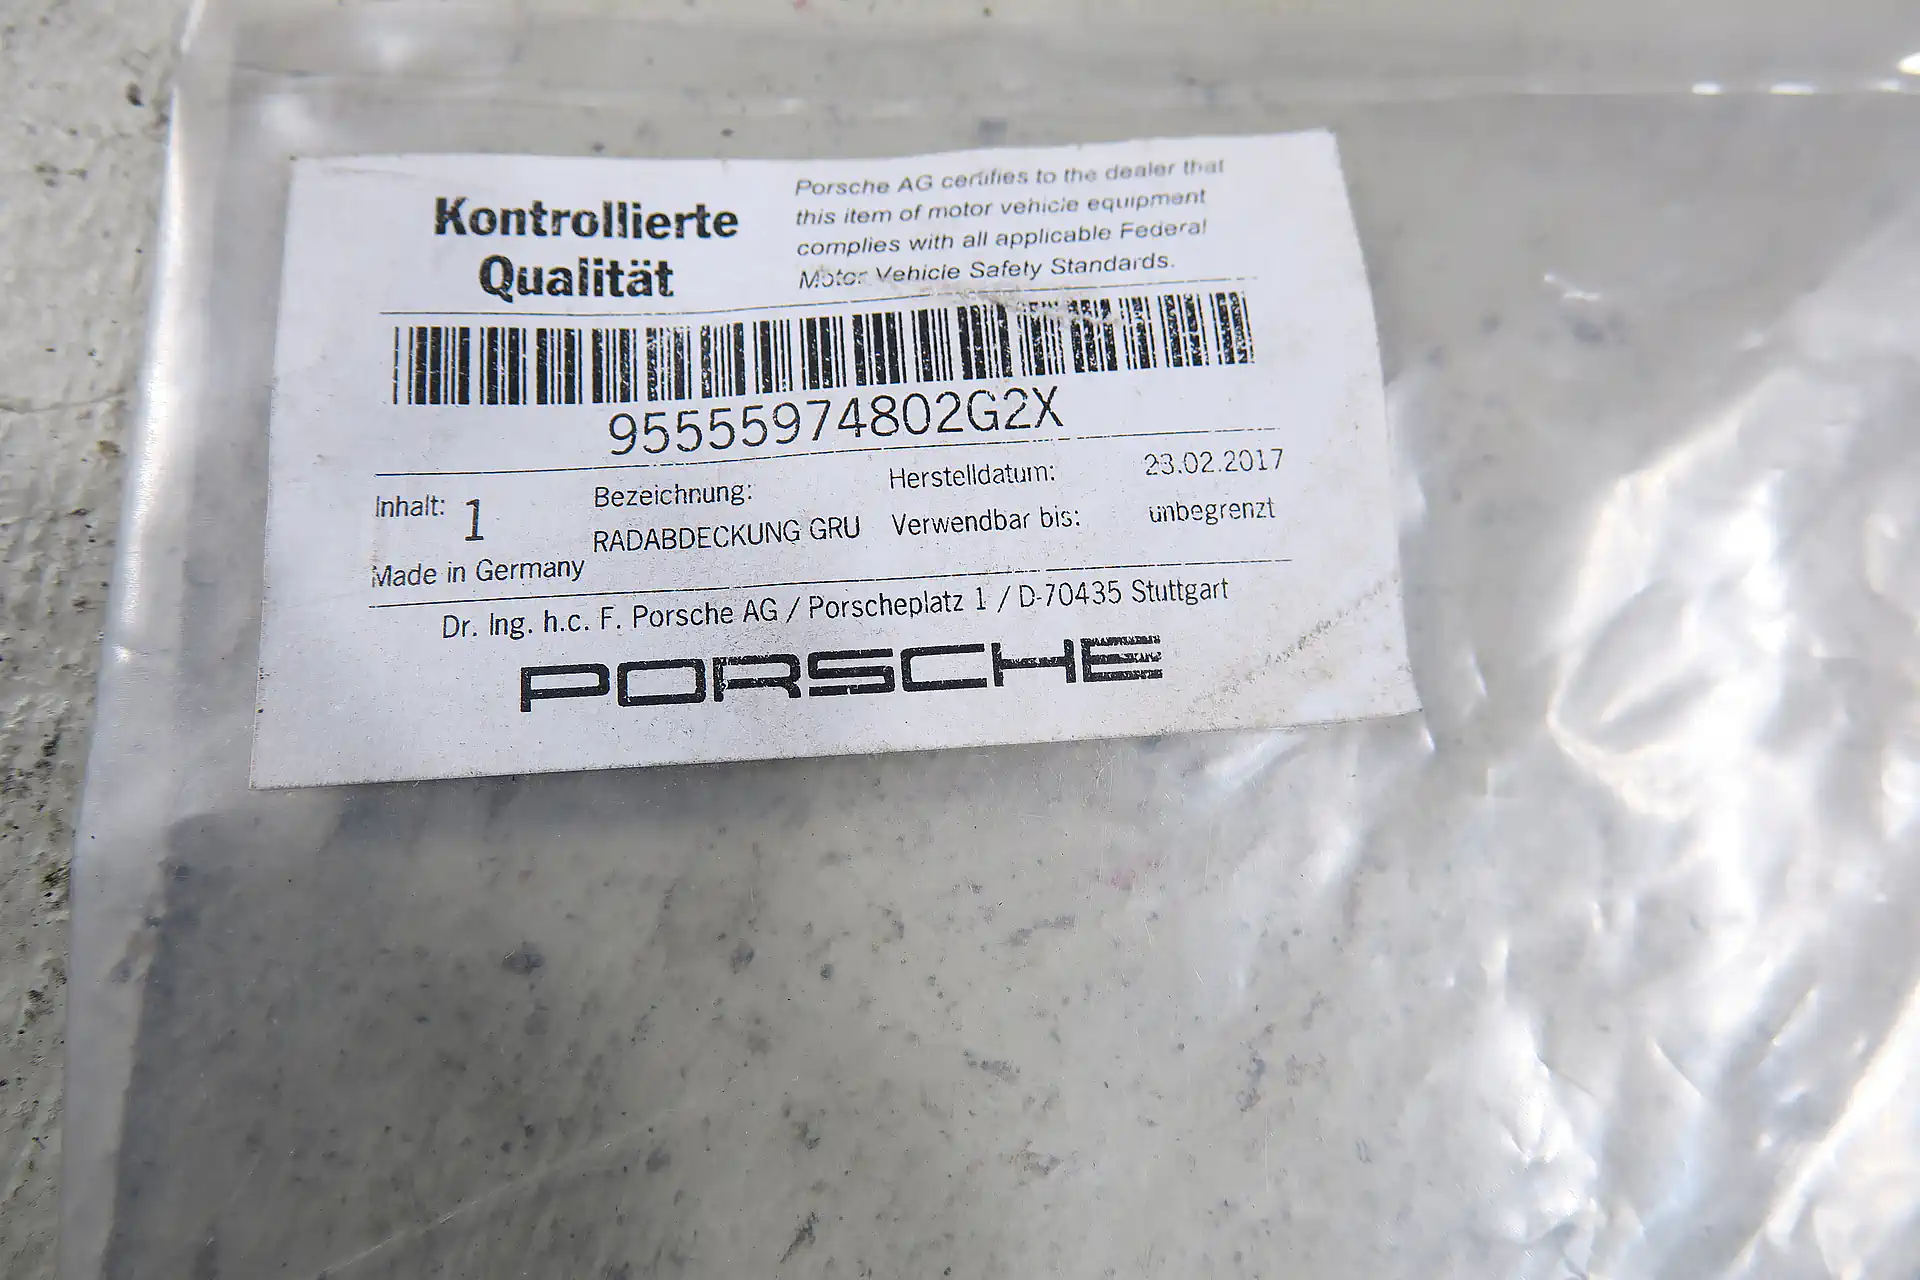 Kontrollierte
Qualität
Porsche AG certifies to the dealer that
this item of motor vehicle equipment
complies with all applicable Federal
Motor Vehicle Safety Standards.
95555974802G2X
Inhalt: 1
Bezeichnung:
RADABDECKUNG GRU
Herstelldatum: 23.02.2017
Verwendbar bis: unbegrenzt
Made in Germany
Dr. Ing. h.c. F. Porsche AG / Porscheplatz 1 / D-70435 Stuttgart
PORSCHE